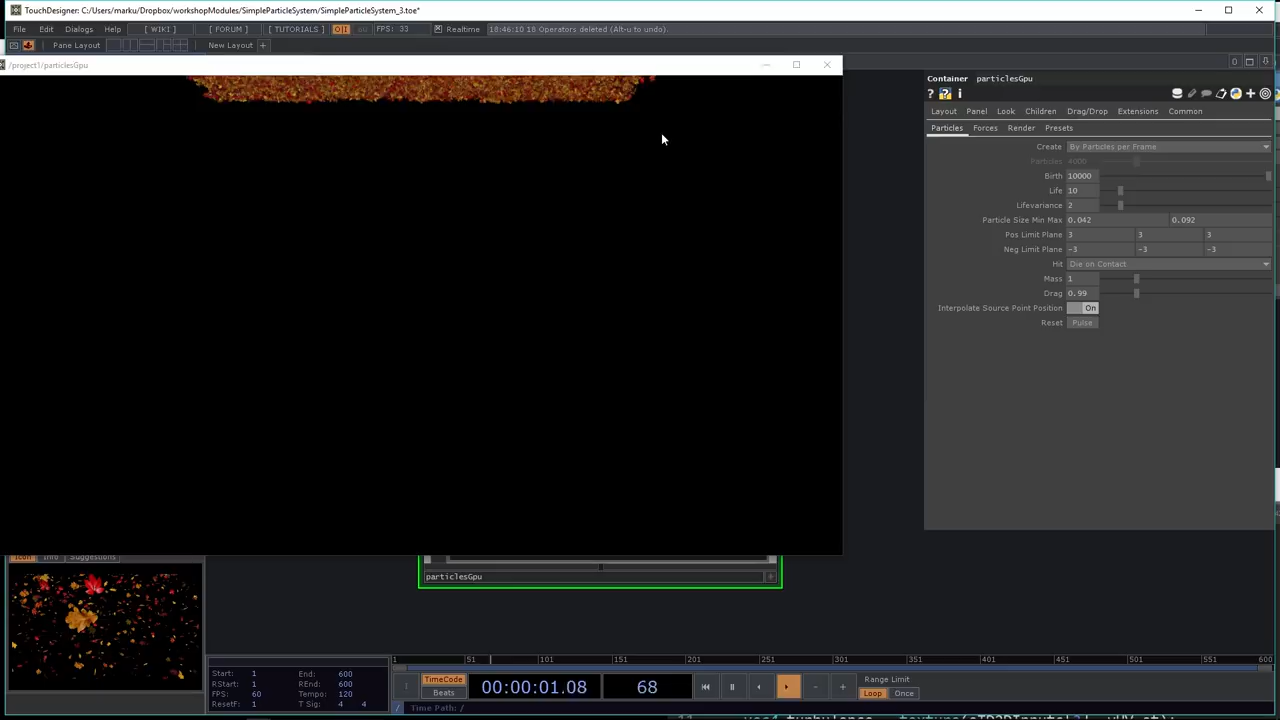 TouchDesigner: C:/Users/marku/Dropbox/workshopModules/SimpleParticleSystem/SimpleParticleSystem_3.toe*
File Edit Dialogs Help [ WIKI ] [ FORUM ] [ TUTORIALS ] FPS: 33 Realtime 18:46:10 18 Operators deleted (Alt-u to undo).
Pane Layout New Layout +
/project1/particlesGpu
Container particlesGpu
? ? i
Layout Panel Look Children Drag/Drop Extensions Common
Particles Forces Render Presets
Create By Particles per Frame
Particles 4000
Birth 10000
Life 10
Lifevariance 2
Particle Size Min Max 0.042 0.092
Pos Limit Plane 3 3 3
Neg Limit Plane -3 -3 -3
Hit Die on Contact
Mass 1
Drag 0.99
Interpolate Source Point Position On
Reset Pulse
Icon Info Suggestions
particlesGpu
1 51 101 151 201 251 301 351 401 451 501 551 600
Start: 1 End: 600
RStart: 1 REnd: 600
FPS: 60 Tempo: 120
ResetF: 1 T Sig: 4 4
TimeCode
Beats
00:00:01.08
68
Range Limit
Loop Once
/ Time Path: /